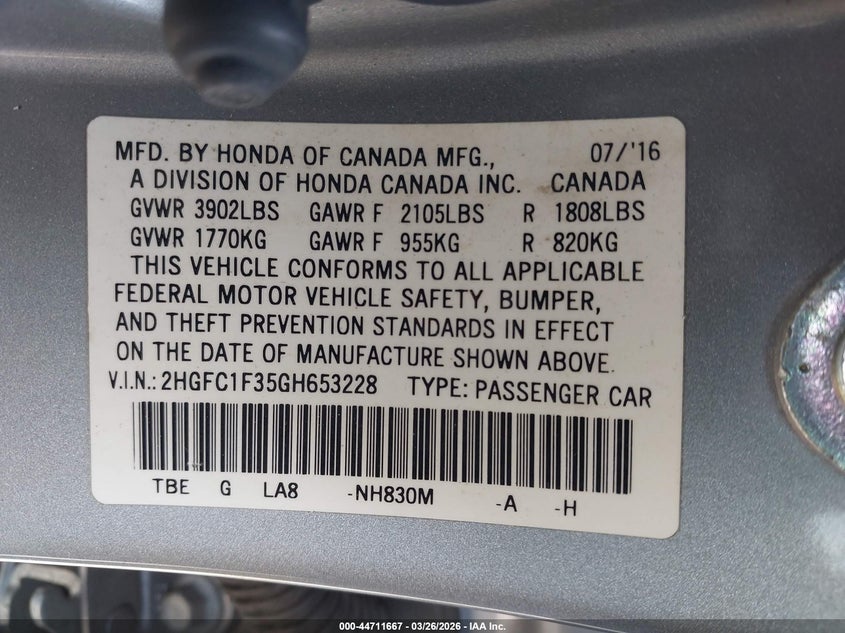 MFD. BY HONDA OF CANADA MFG., 07/'16
A DIVISION OF HONDA CANADA INC. CANADA
GVWR 3902LBS GAWR F 2105LBS R 1808LBS
GVWR 1770KG GAWR F 955KG R 820KG
THIS VEHICLE CONFORMS TO ALL APPLICABLE
FEDERAL MOTOR VEHICLE SAFETY, BUMPER,
AND THEFT PREVENTION STANDARDS IN EFFECT
ON THE DATE OF MANUFACTURE SHOWN ABOVE.
V.I.N.: 2HGFC1F35GH653228 TYPE: PASSENGER CAR
TBE G LA8 -NH830M -A -H
000-44711667 | 03/26/2026 - IAA Inc.